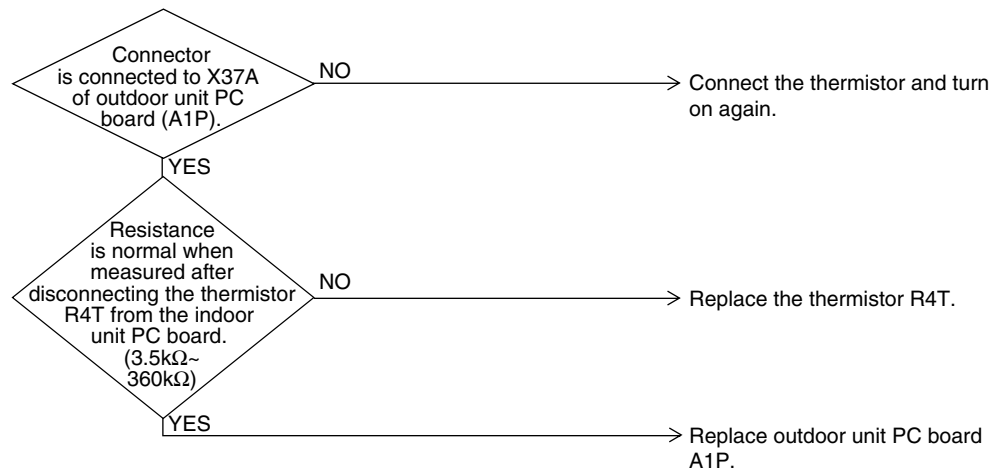 Connector
is connected to X37A
of outdoor unit PC
board (A1P).
NO
Connect the thermistor and turn
on again.
YES
Resistance
is normal when
measured after
disconnecting the thermistor
R4T from the indoor
unit PC board.
(3.5kΩ~
360kΩ)
NO
Replace the thermistor R4T.
YES
Replace outdoor unit PC board
A1P.